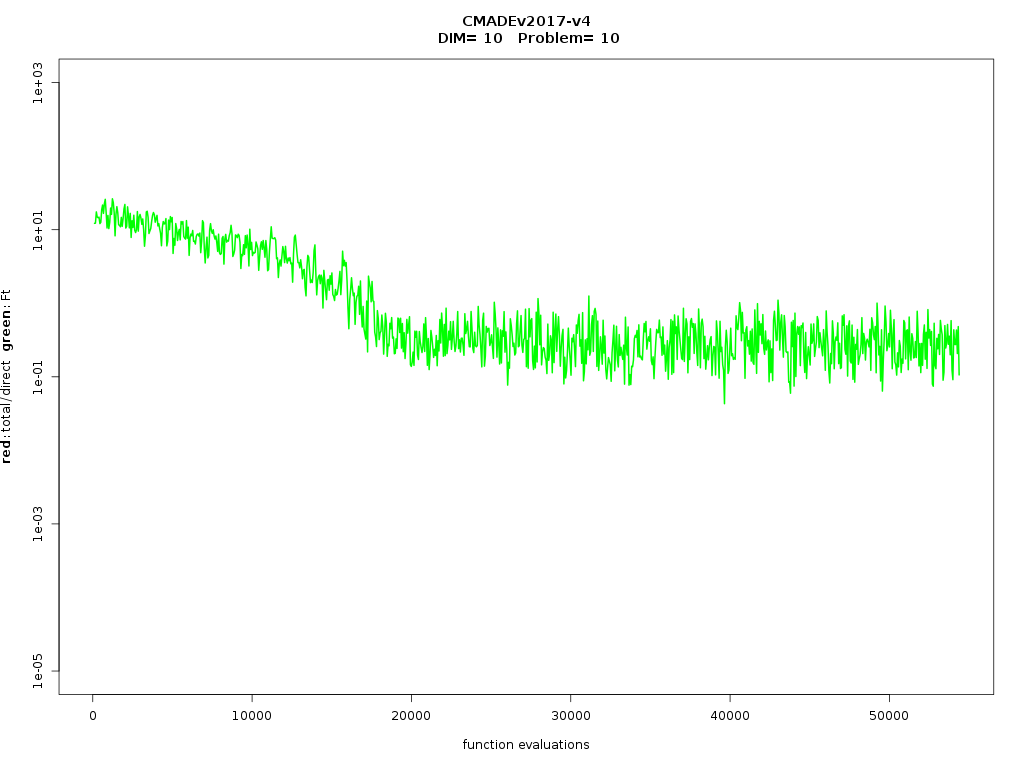 CMADEv2017-v4
DIM= 10 Problem= 10
1e+03
1e+01
1e-01
1e-03
1e-05
red:total/direct green:Ft
0 10000 20000 30000 40000 50000
function evaluations